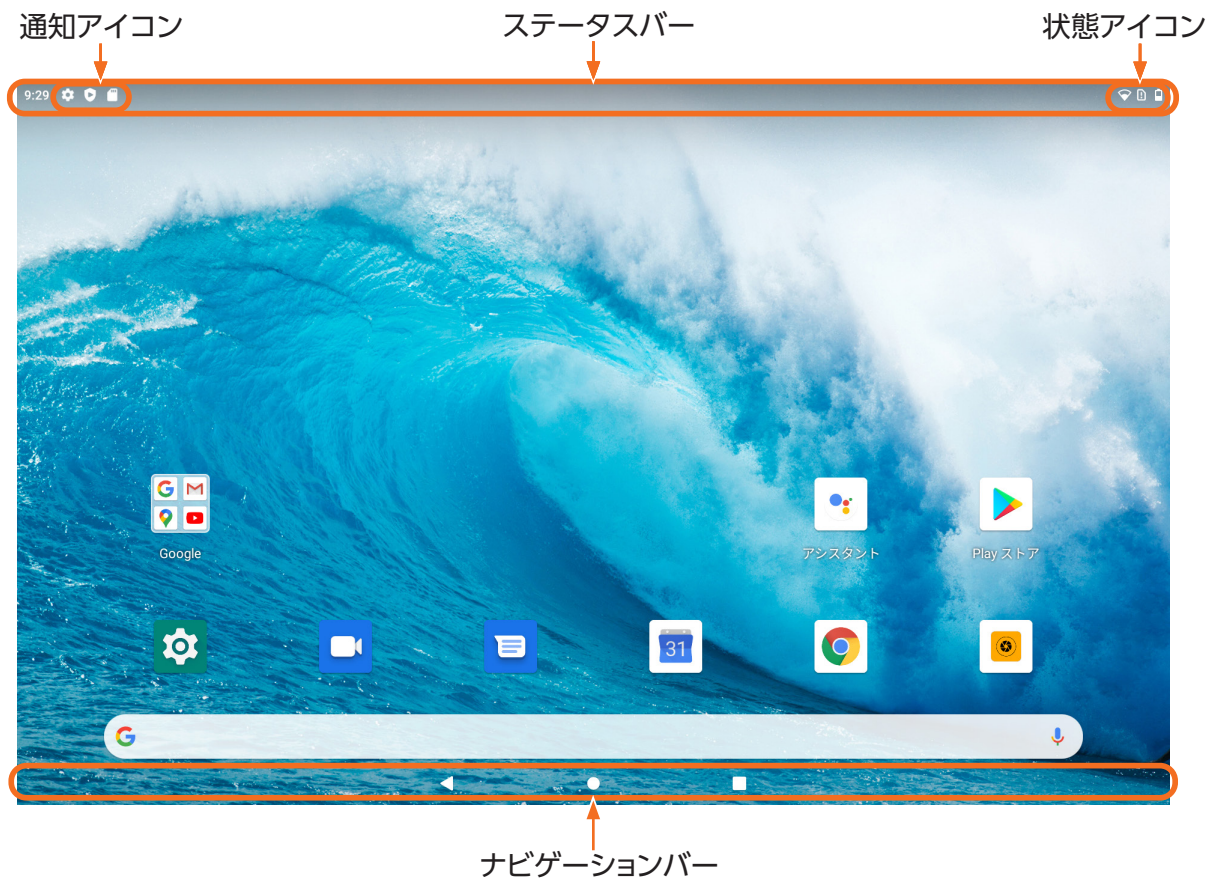 通知アイコン
ステータスバー
状態アイコン
9:29
Google
アシスタント
Play ストア
31
ナビゲーションバー